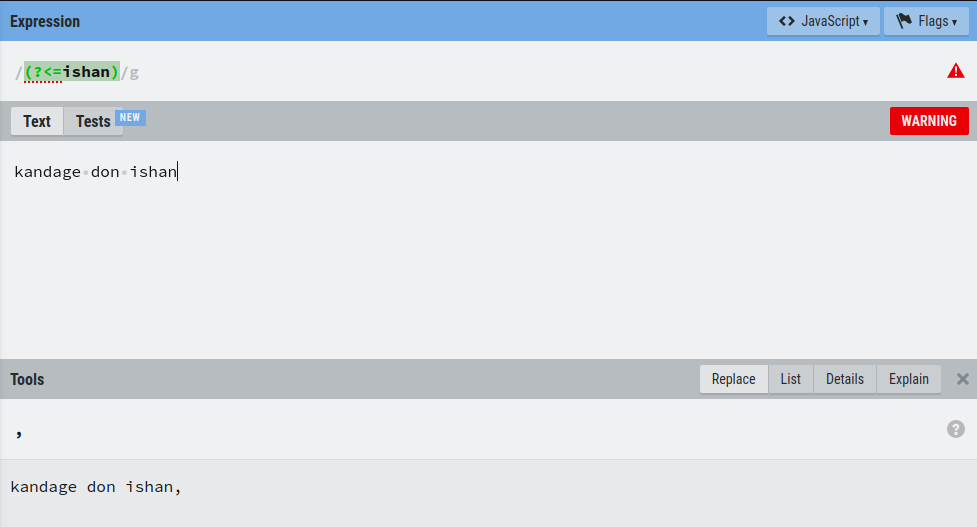 Expression <> JavaScript ▾ Flags ▾
/(?<=ishan)/g
Text Tests NEW WARNING
kandage·don·ishan
Tools Replace List Details Explain ×
, ?
kandage don ishan,